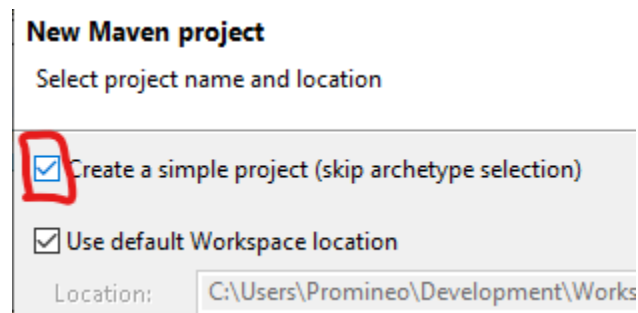 New Maven project
Select project name and location
Create a simple project (skip archetype selection)
Use default Workspace location
Location: C:\Users\Promineo\Development\Works